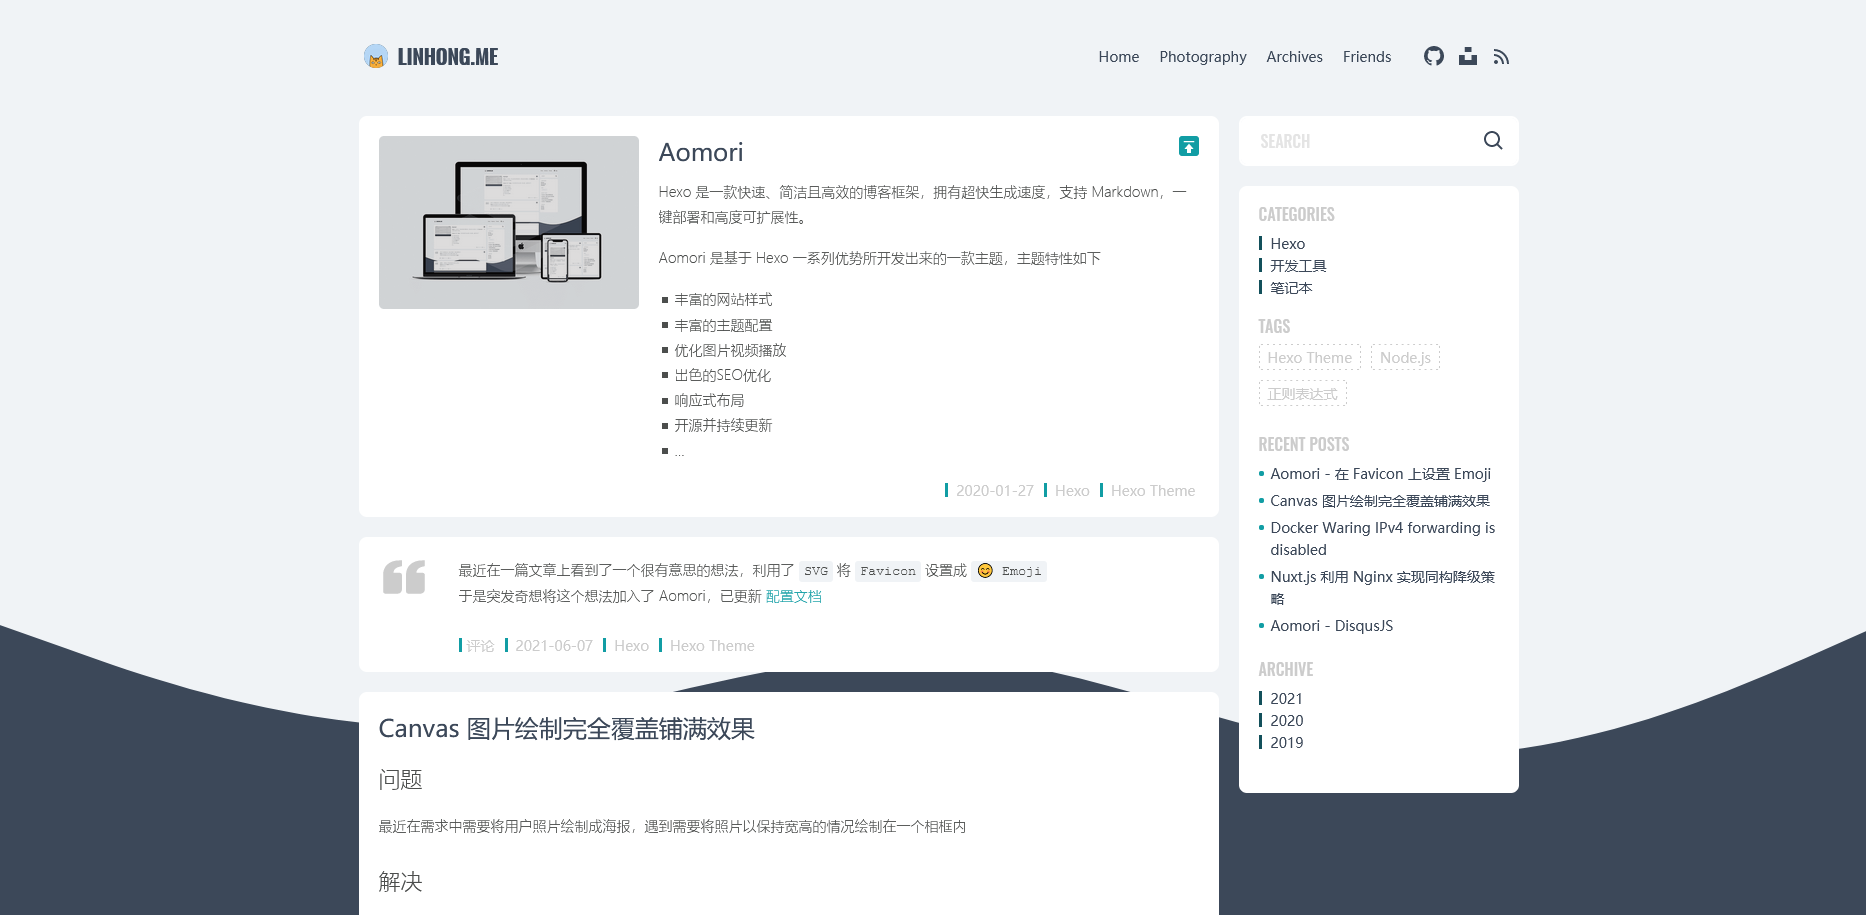 LINHONG.ME
Home Photography Archives Friends
Aomori
Hexo 是一款快速、简洁且高效的博客框架，拥有超快生成速度，支持 Markdown，一
键部署和高度可扩展性。
Aomori 是基于 Hexo 一系列优势所开发出来的一款主题，主题特性如下
丰富的网站样式
丰富的主题配置
优化图片视频播放
出色的SEO优化
响应式布局
开源并持续更新
...
2020-01-27 Hexo Hexo Theme
最近在一篇文章上看到了一个很有意思的想法，利用了 SVG 将 Favicon 设置成 😊 Emoji
于是突发奇想将这个想法加入了 Aomori，已更新 配置文档
评论 2021-06-07 Hexo Hexo Theme
Canvas 图片绘制完全覆盖铺满效果
问题
最近在需求中需要将用户照片绘制成海报，遇到需要将照片以保持宽高的情况绘制在一个相框内
解决
SEARCH
CATEGORIES
Hexo
开发工具
笔记本
TAGS
Hexo Theme Node.js
正则表达式
RECENT POSTS
Aomori - 在 Favicon 上设置 Emoji
Canvas 图片绘制完全覆盖铺满效果
Docker Waring IPv4 forwarding is
disabled
Nuxt.js 利用 Nginx 实现同构降级策
略
Aomori - DisqusJS
ARCHIVE
2021
2020
2019